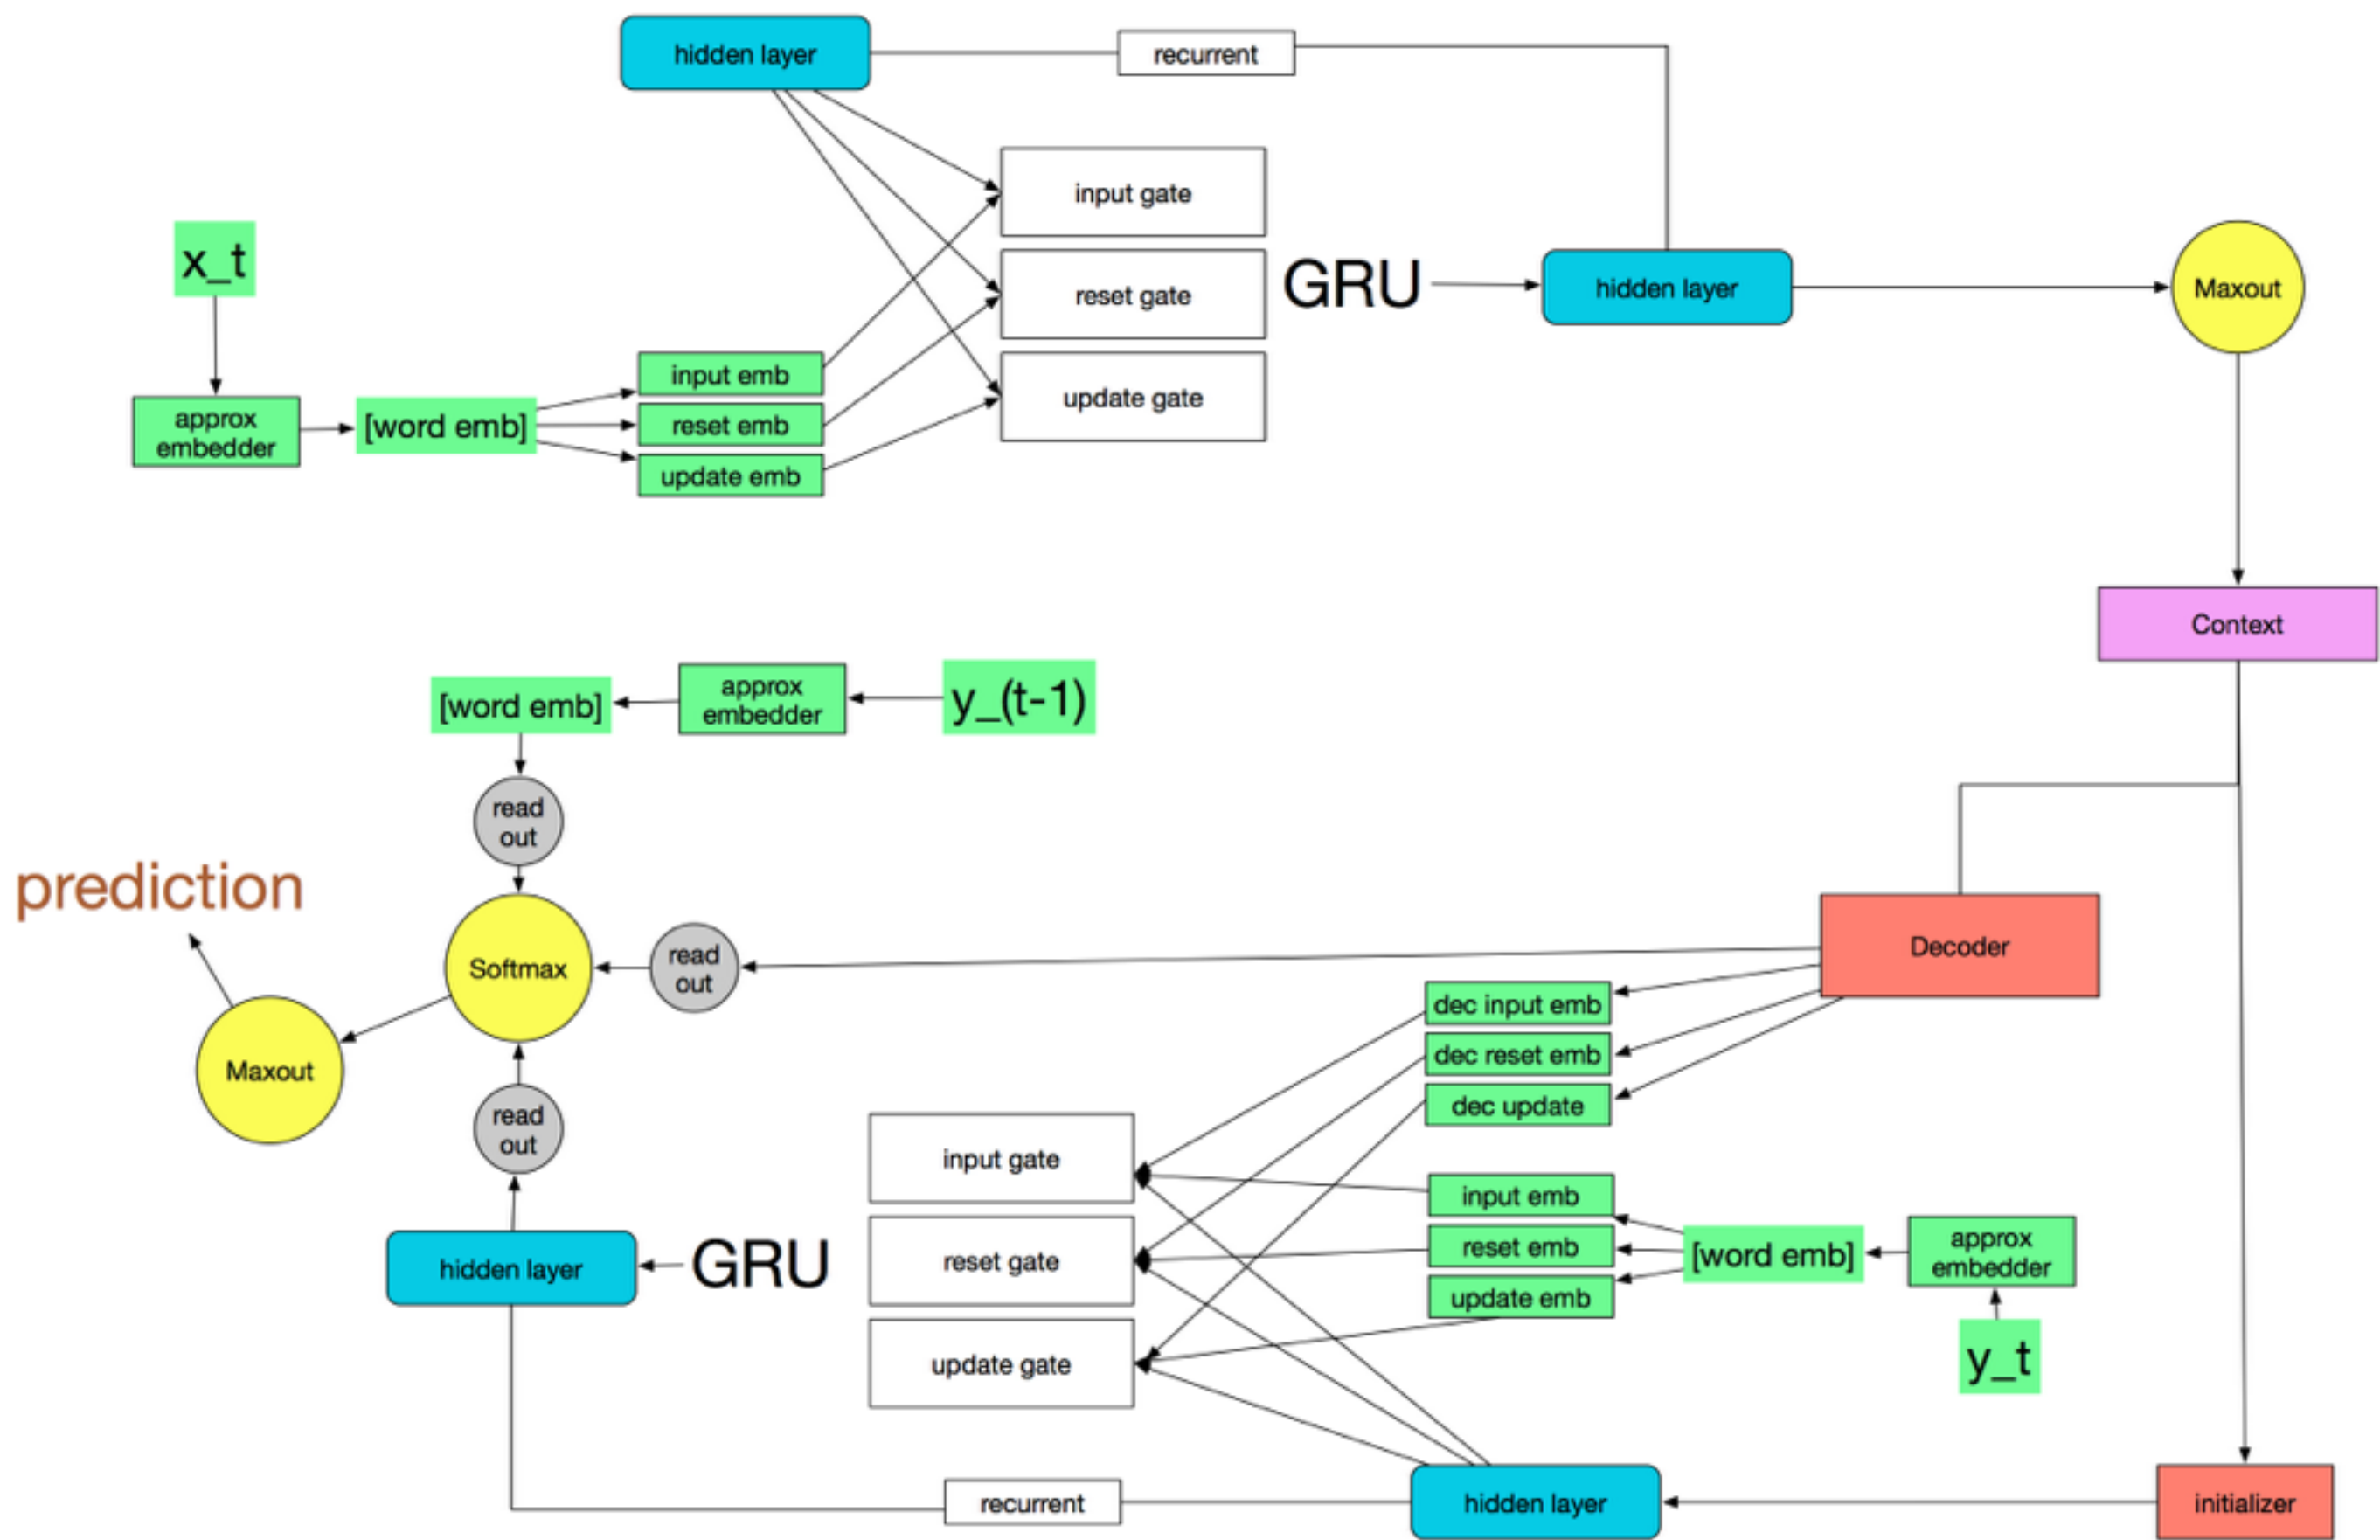 hidden layer
recurrent
input gate
x_t
reset gate
GRU
hidden layer
Maxout
input emb
update gate
approx
embedder
[word emb]
reset emb
update emb
Context
[word emb]
approx
embedder
y_(t-1)
read
out
prediction
Softmax
read
out
Decoder
dec input emb
dec reset emb
dec update
Maxout
read
out
input gate
input emb
reset emb
update emb
[word emb]
approx
embedder
hidden layer
GRU
reset gate
update gate
y_t
recurrent
hidden layer
initializer